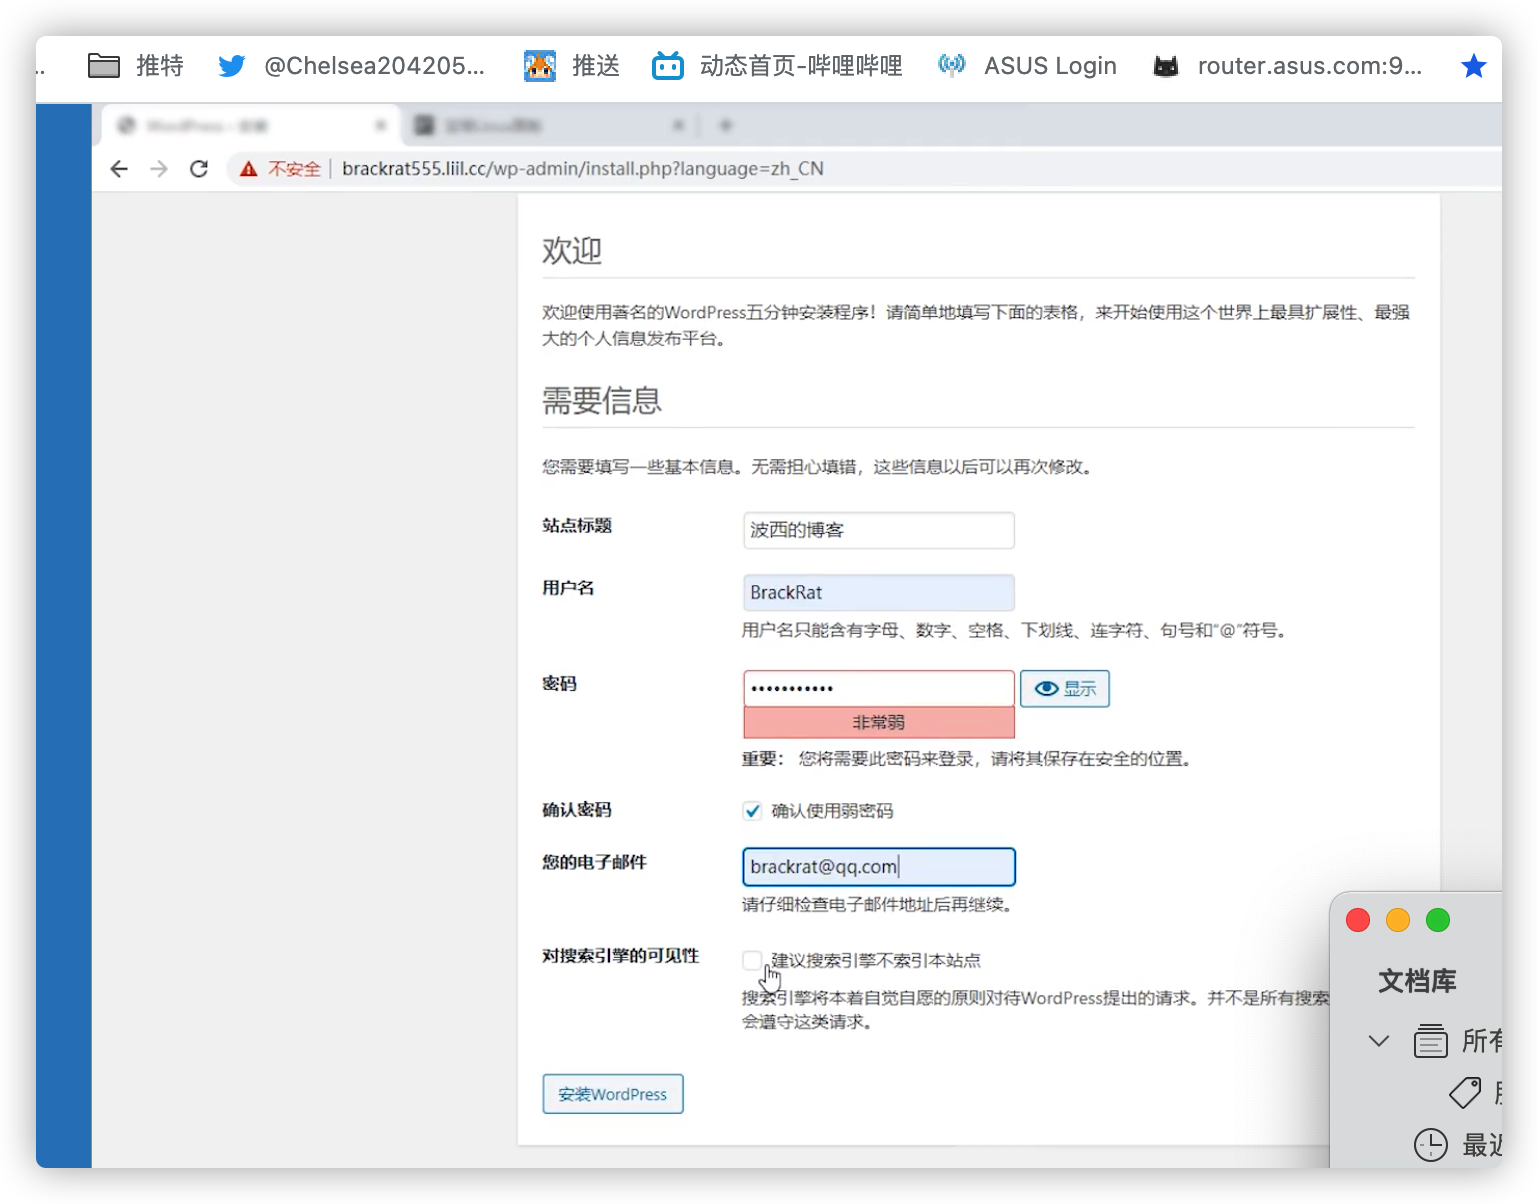 推特
@Chelsea204205...
推送
动态首页-哔哩哔哩
ASUS Login
router.asus.com:9...
不安全
brackrat555.liil.cc/wp-admin/install.php?language=zh_CN
欢迎
欢迎使用著名的WordPress五分钟安装程序！请简单地填写下面的表格，来开始使用这个世界上最具扩展性、最强
大的个人信息发布平台。
需要信息
您需要填写一些基本信息。无需担心填错，这些信息以后可以再次修改。
站点标题
波西的博客
用户名
BrackRat
用户名只能含有字母、数字、空格、下划线、连字符、句号和“@”符号。
密码
•••••••••••
显示
非常弱
重要： 您将需要此密码来登录，请将其保存在安全的位置。
确认密码
确认使用弱密码
您的电子邮件
brackrat@qq.com
请仔细检查电子邮件地址后再继续。
对搜索引擎的可见性
建议搜索引擎不索引本站点
搜索引擎将本着自觉自愿的原则对待WordPress提出的请求。并不是所有搜索
会遵守这类请求。
安装WordPress
文档库
所有
最近